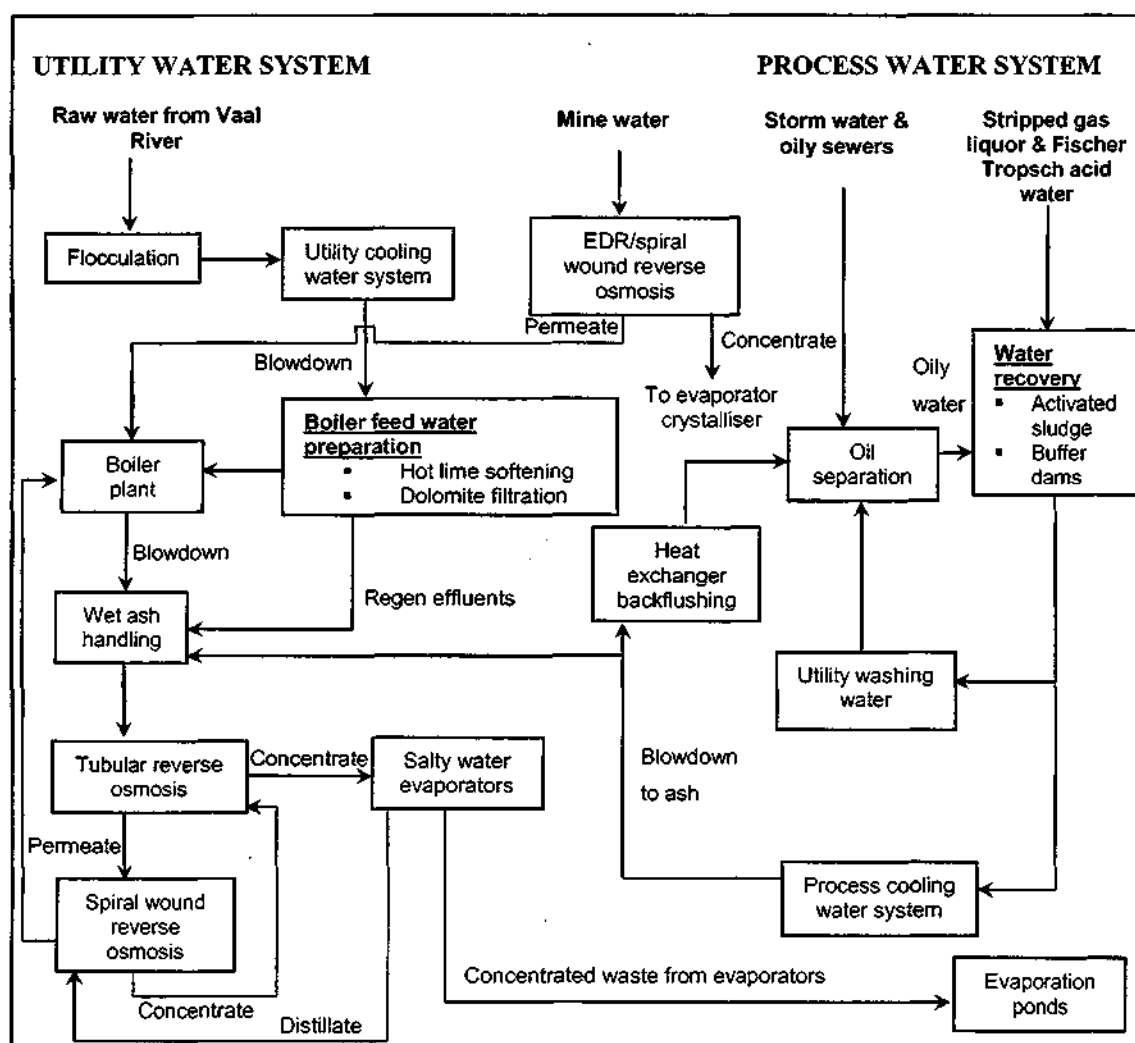 UTILITY WATER SYSTEM
PROCESS WATER SYSTEM
Raw water from Vaal
River
Mine water
Storm water &
oily sewers
Stripped gas
liquor & Fischer
Tropsch acid
water
Flocculation
Utility cooling
water system
EDR/spiral
wound reverse
osmosis
Permeate
Blowdown
Concentrate
To evaporator
crystalliser
Oily
water
Water
recovery
▪ Activated
sludge
▪ Buffer
dams
Boiler feed water
preparation
▪ Hot lime softening
▪ Dolomite filtration
Boiler
plant
Oil
separation
Blowdown
Heat
exchanger
backflushing
Regen effluents
Wet ash
handling
Utility washing
water
Tubular reverse
osmosis
Concentrate
Salty water
evaporators
Blowdown
to ash
Permeate
Spiral wound
reverse
osmosis
Process cooling
water system
Concentrated waste from evaporators
Evaporation
ponds
Concentrate
Distillate